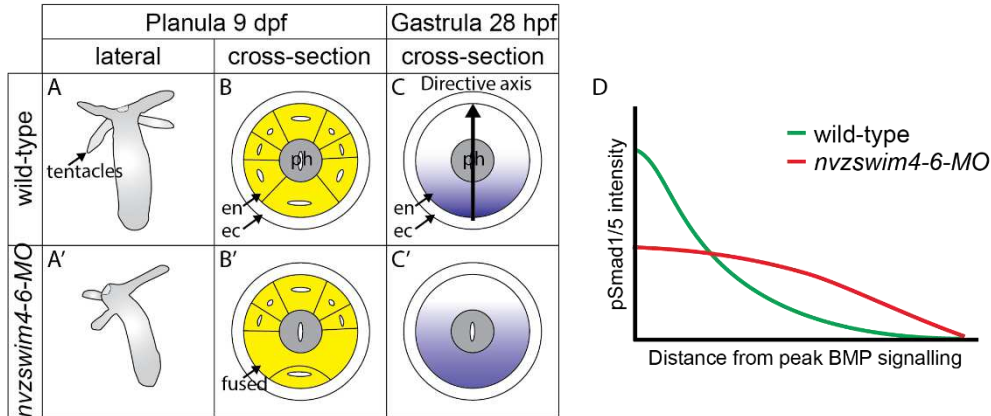 Planula 9 dpf
Gastrula 28 hpf
lateral
cross-section
cross-section
wild-type
A
tentacles
B
ph
en
ec
C
Directive axis
ph
en
ec
nvzswim4-6-MO
A'
B'
fused
C'
D
wild-type
nvzswim4-6-MO
pSmad1/5 intensity
Distance from peak BMP signalling